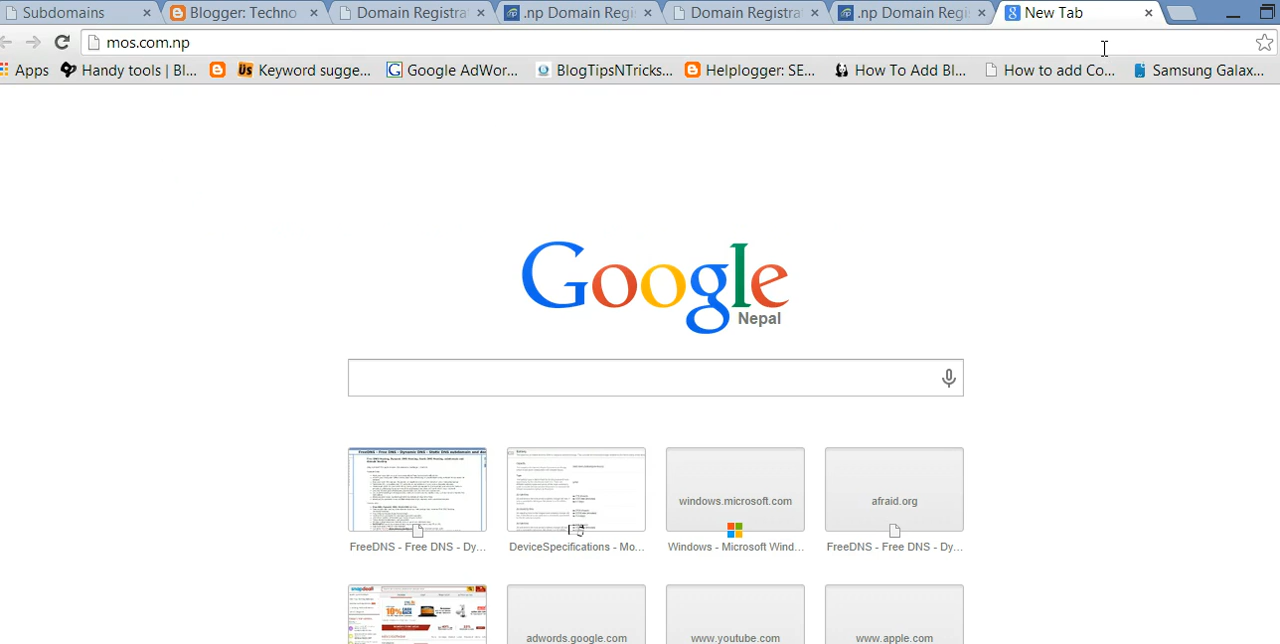 Subdomains Blogger: Techno Domain Registra .np Domain Regi Domain Registra .np Domain Regi New Tab
mos.com.np
Apps Handy tools | Bl... Keyword sugge... Google AdWor... BlogTipsNTricks... Helplogger: SE... How To Add Bl... How to add Co... Samsung Galax...
Google
Nepal
windows.microsoft.com afraid.org
FreeDNS - Free DNS - Dy... DeviceSpecifications - Mo... Windows - Microsoft Wind... FreeDNS - Free DNS - Dy...
snapdeal
adwords.google.com www.youtube.com www.apple.com